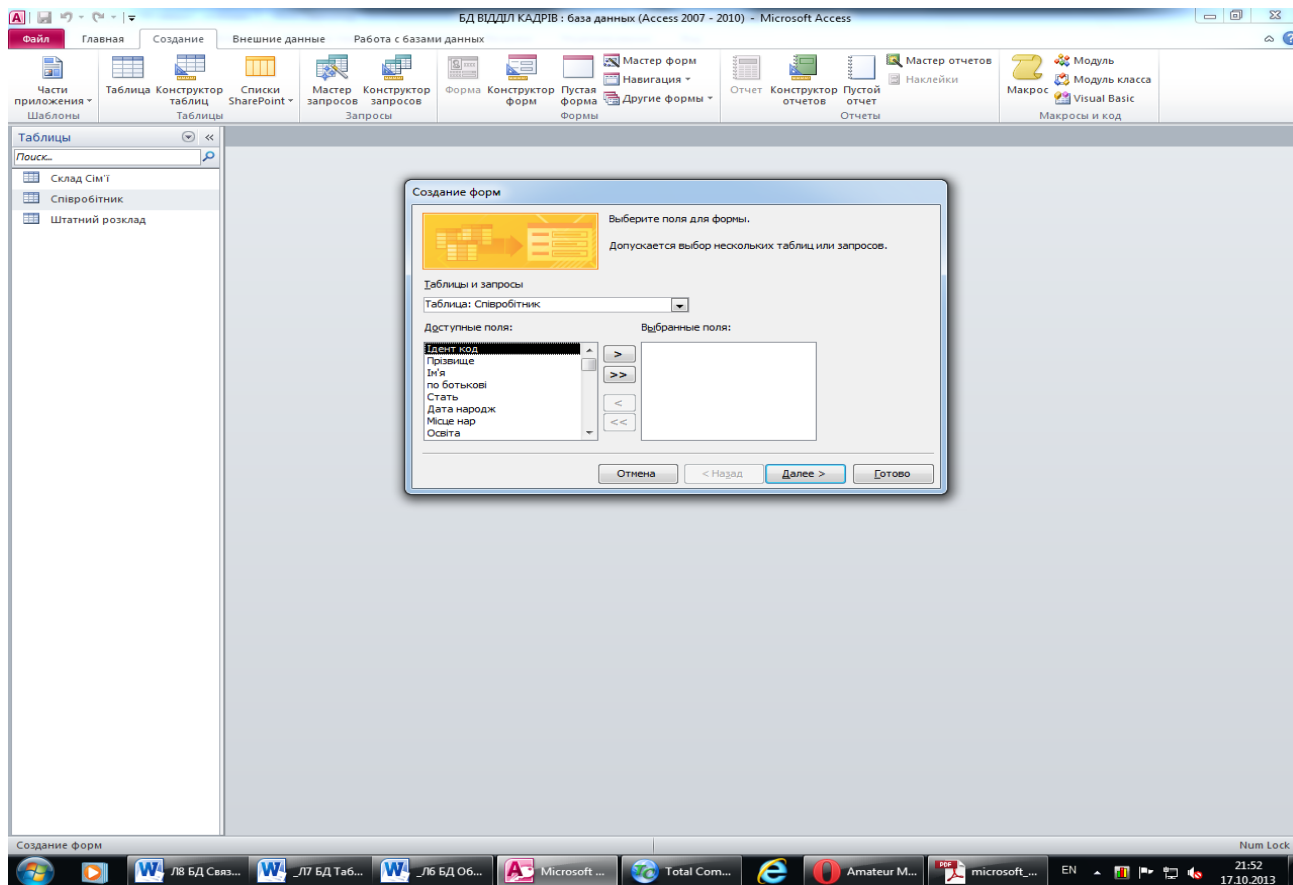 БД ВІДДІЛ КАДРІВ : база данных (Access 2007 - 2010) - Microsoft Access
Файл Главная Создание Внешние данные Работа с базами данных
Части приложения
Таблица
Конструктор таблиц
Списки SharePoint
Мастер запросов
Конструктор запросов
Форма
Конструктор форм
Пустая форма
Мастер форм
Навигация
Другие формы
Отчет
Конструктор отчетов
Пустой отчет
Мастер отчетов
Наклейки
Макрос
Модуль
Модуль класса
Visual Basic
Шаблоны Таблицы Запросы Формы Отчеты Макросы и код
Таблицы
Поиск...
Склад Сім'ї
Співробітник
Штатний розклад
Создание форм
Выберите поля для формы.
Допускается выбор нескольких таблиц или запросов.
Таблицы и запросы
Таблица: Співробітник
Доступные поля: Выбранные поля:
Ідент код
Прізвище
Ім'я
по ботькові
Стать
Дата народж
Місце нар
Освіта
>
>>
<
<<
Отмена < Назад Далее > Готово
Создание форм Num Lock
Л8 БД Связ... _Л7 БД Таб... _Л6 БД Об... Microsoft ... Total Com... Amateur M... microsoft_... EN 21:52
17.10.2013